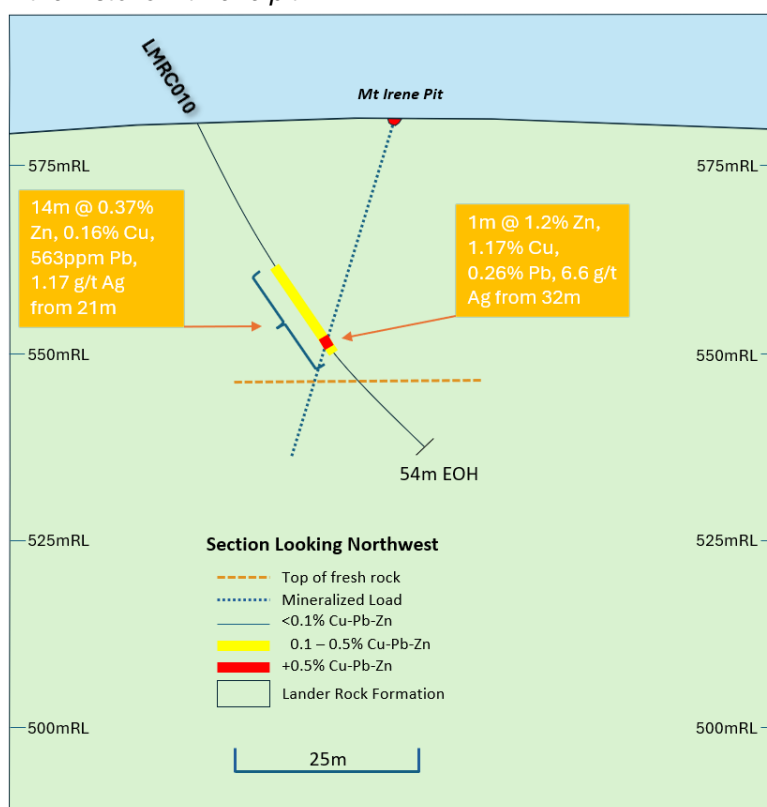 LMRC010
Mt Irene Pit
575mRL
575mRL
14m @ 0.37%
Zn, 0.16% Cu,
563ppm Pb,
1.17 g/t Ag
from 21m
1m @ 1.2% Zn,
1.17% Cu,
0.26% Pb, 6.6 g/t
Ag from 32m
550mRL
550mRL
54m EOH
525mRL
525mRL
Section Looking Northwest
Top of fresh rock
Mineralized Load
<0.1% Cu-Pb-Zn
0.1 – 0.5% Cu-Pb-Zn
+0.5% Cu-Pb-Zn
Lander Rock Formation
500mRL
500mRL
25m